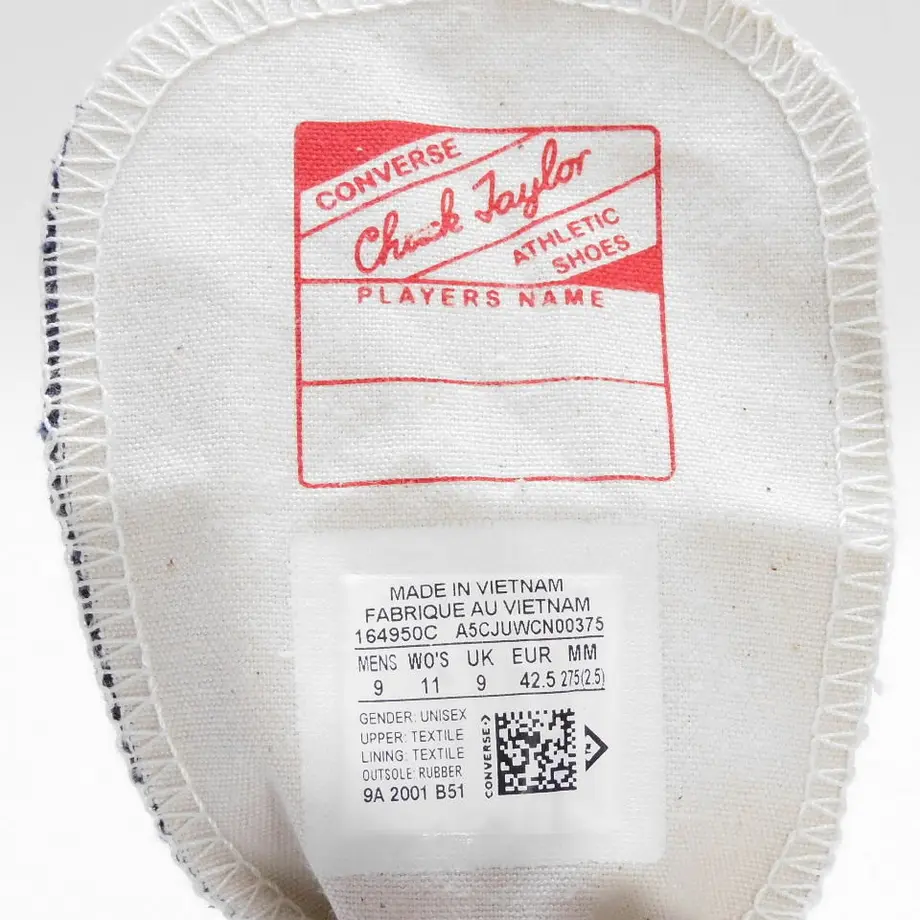 CONVERSE
Chuck Taylor
ATHLETIC
SHOES
PLAYERS NAME
MADE IN VIETNAM
FABRIQUE AU VIETNAM
164950C A5CJUWCN00375
MENS WO'S UK EUR MM
9 11 9 42.5 275(2.5)
GENDER: UNISEX
UPPER: TEXTILE
LINING: TEXTILE
OUTSOLE: RUBBER
9A 2001 B51
CONVERSE
TM